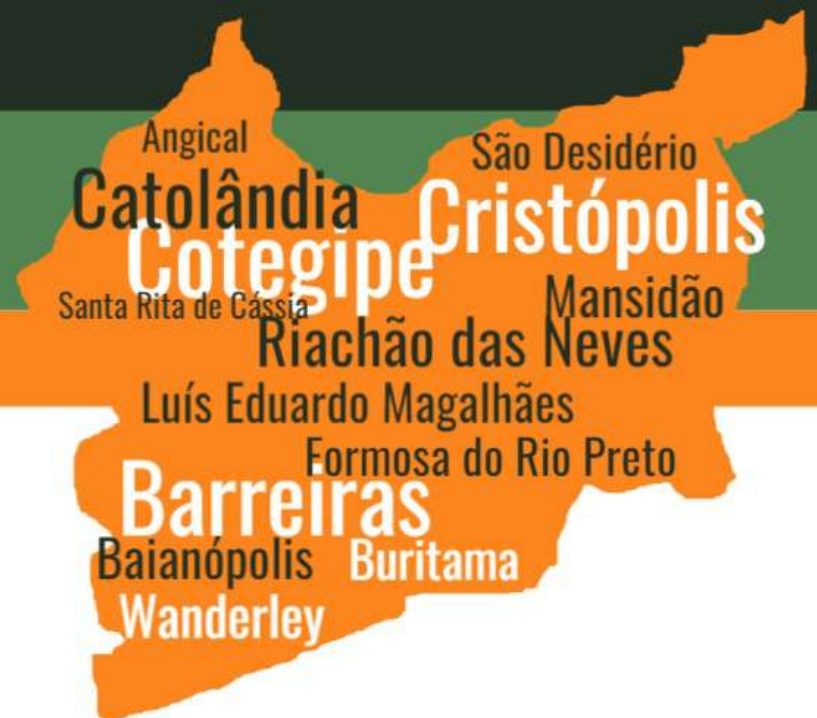 Angical
São Desidério
Catolândia
Cristópolis
Cotegipe
Santa Rita de Cássia
Mansidão
Riachão das Neves
Luís Eduardo Magalhães
Formosa do Rio Preto
Barreiras
Baianópolis Buritama
Wanderley